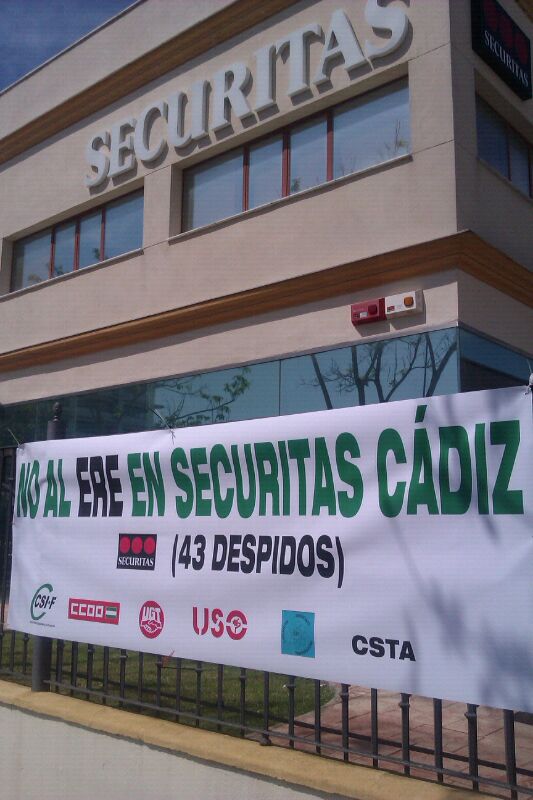 SECURITAS
SECURITAS
NO AL ERE EN SECURITAS CÁDIZ
SECURITAS
(43 DESPIDOS)
CSI-F
CCOO
UGT
USO
CSTA